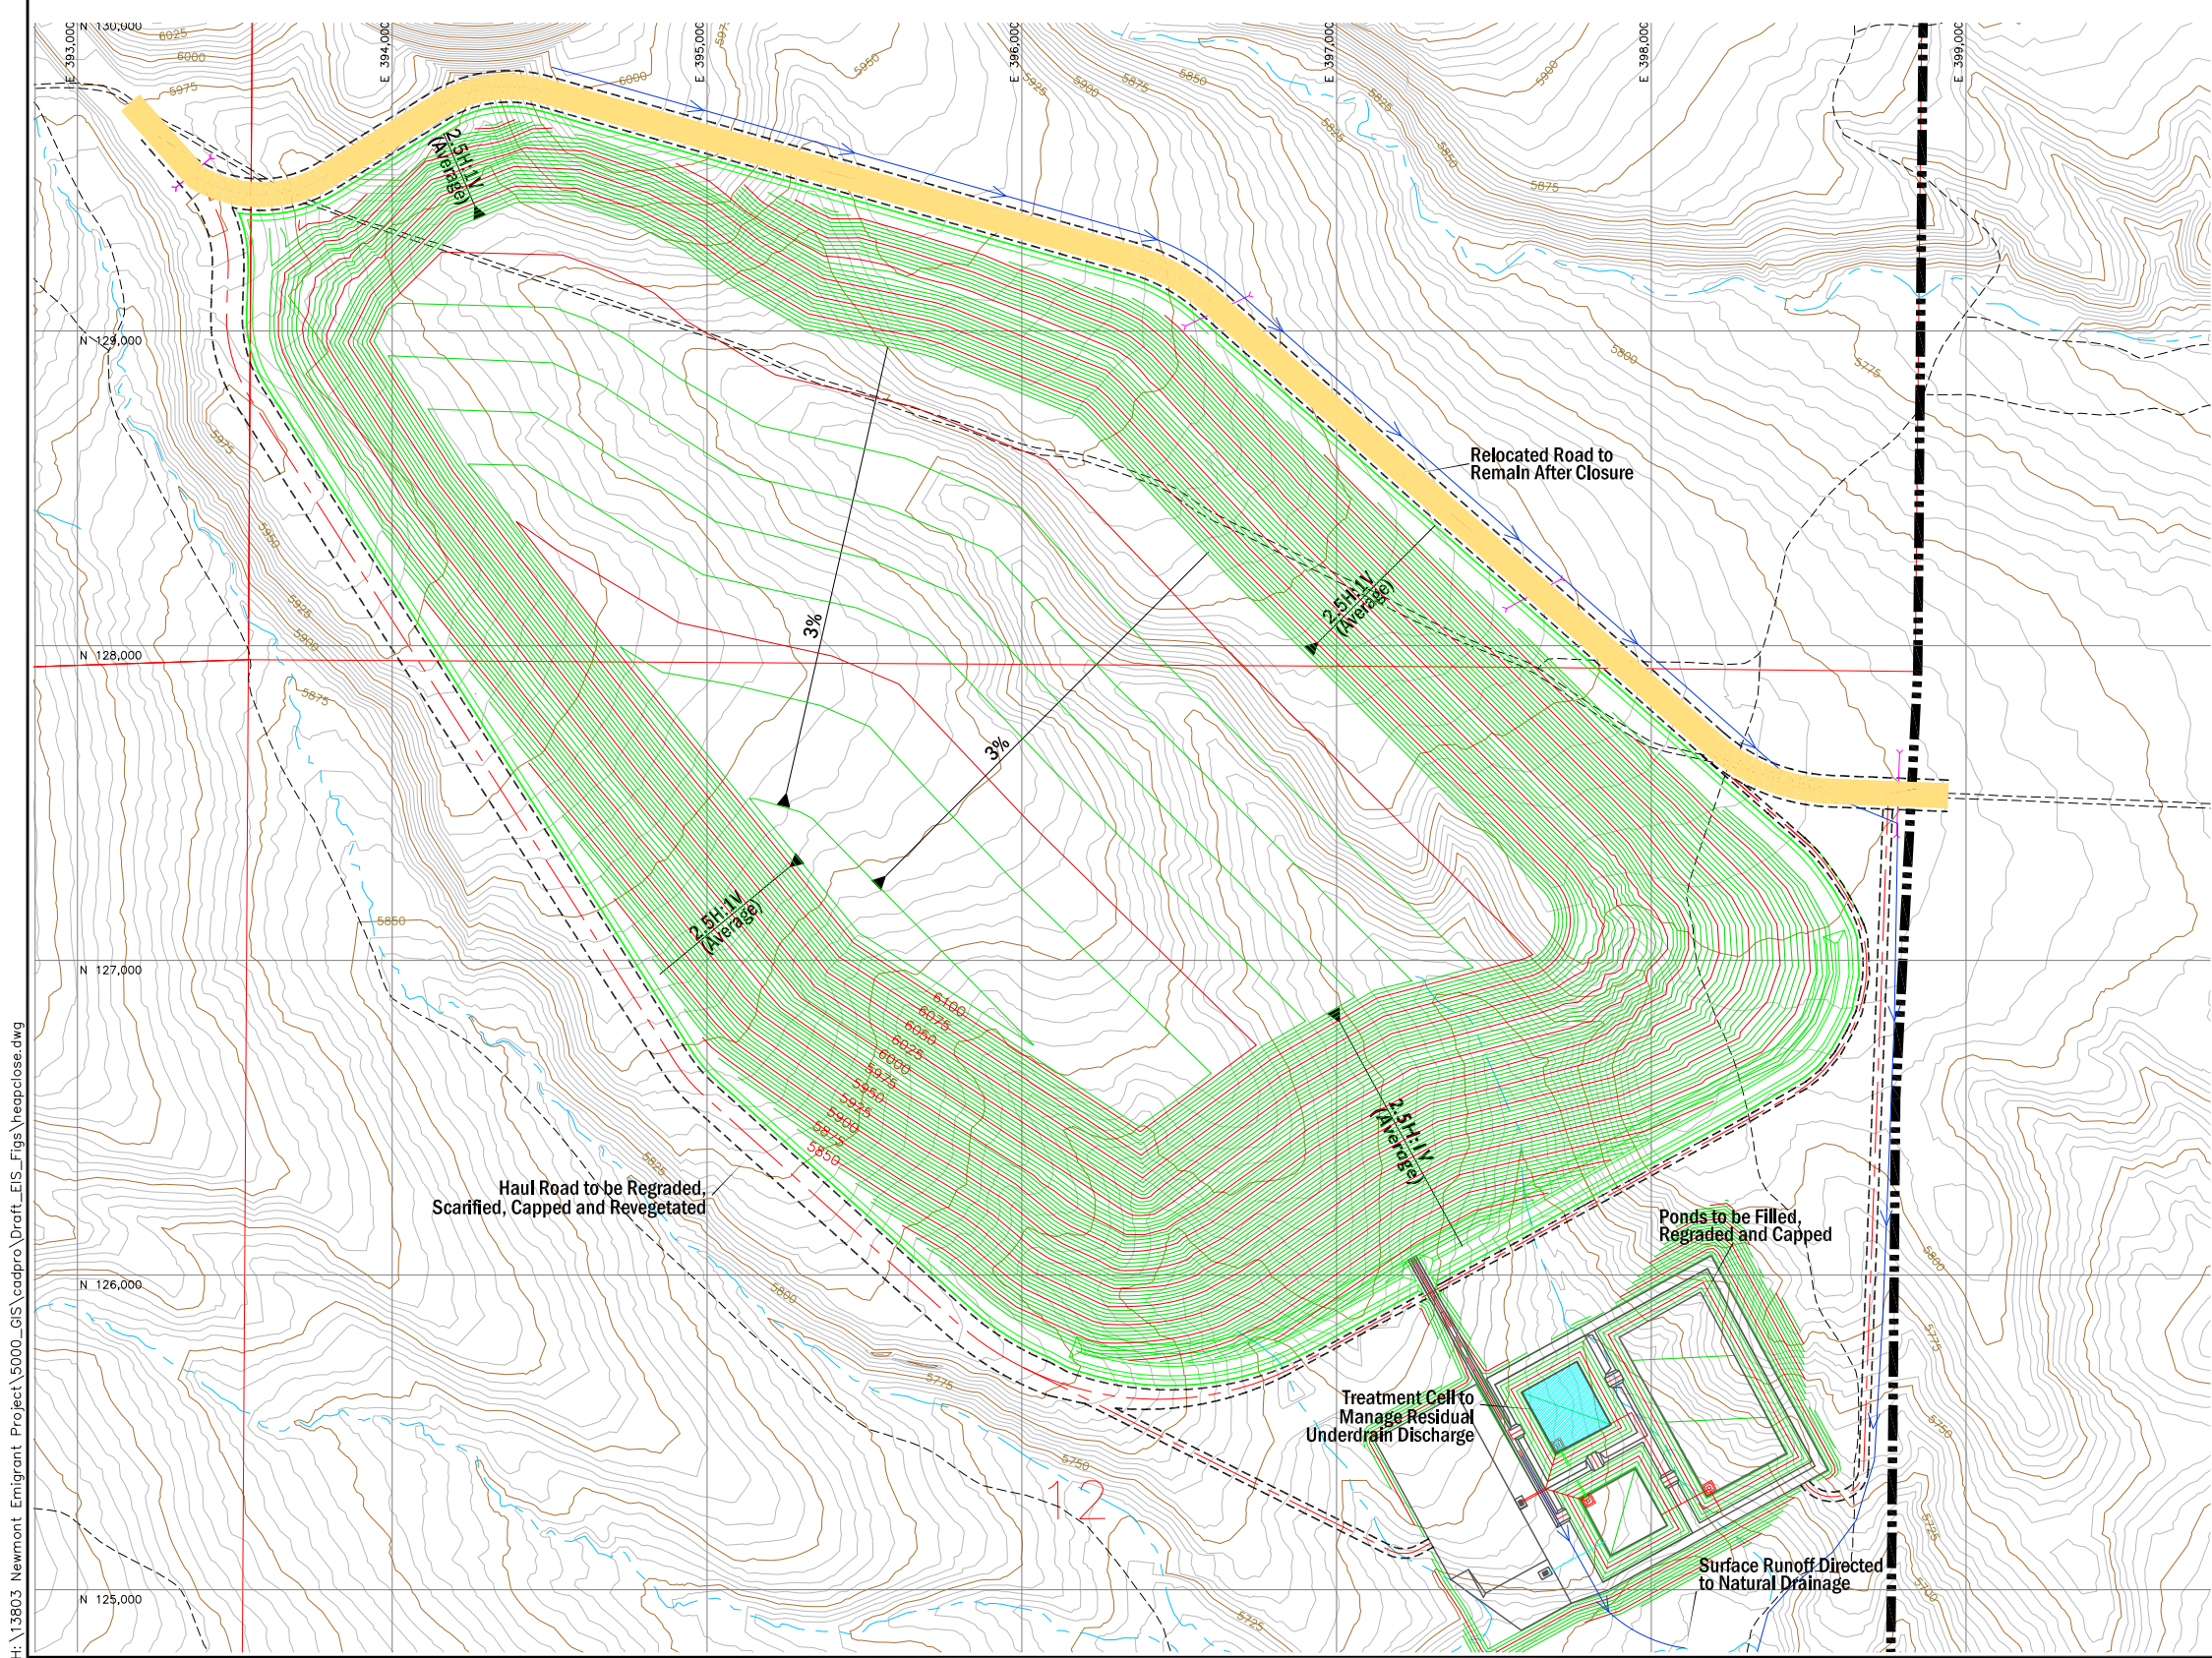 N 130,000
E 393,000
E 394,000
E 395,000
E 396,000
E 397,000
E 398,000
E 399,000
6025
6000
5975
6000
5950
5925
5900
5875
5850
5825
5825
5850
5875
5900
2.5H:1V
(Average)
N 129,000
5800
5775
5975
Relocated Road to
Remain After Closure
5950
5925
5900
5875
3%
2.5H:1V
(Average)
N 128,000
3%
2.5H:1V
(Average)
5850
N 127,000
6100
6075
6050
6025
6000
5975
5950
5925
5900
5875
5850
2.5H:1V
(Average)
5825
Haul Road to be Regraded,
Scarified, Capped and Revegetated
Ponds to be Filled,
Regraded and Capped
N 126,000
5800
5800
5775
5775
Treatment Cell to
Manage Residual
Underdrain Discharge
5750
5750
12
5725
5700
Surface Runoff Directed
to Natural Drainage
N 125,000
5725
H:\13803 Newmont Emigrant Project\5000_GIS\cadpro\Draft_EIS_Figs\heapclose.dwg